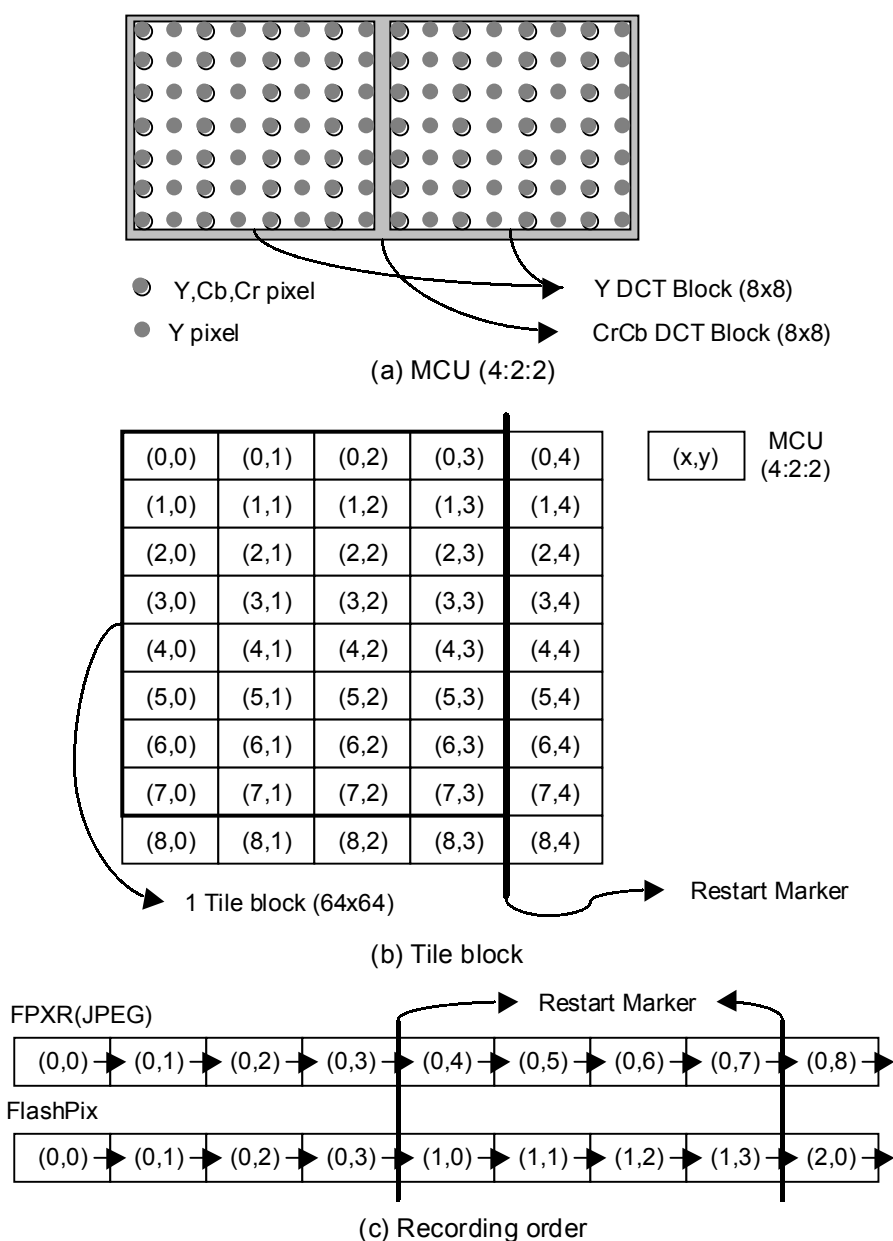 Y,Cb,Cr pixel
Y DCT Block (8x8)
Y pixel
CrCb DCT Block (8x8)
(a) MCU (4:2:2)
(0,0) (0,1) (0,2) (0,3) (0,4)
(1,0) (1,1) (1,2) (1,3) (1,4)
(2,0) (2,1) (2,2) (2,3) (2,4)
(3,0) (3,1) (3,2) (3,3) (3,4)
(4,0) (4,1) (4,2) (4,3) (4,4)
(5,0) (5,1) (5,2) (5,3) (5,4)
(6,0) (6,1) (6,2) (6,3) (6,4)
(7,0) (7,1) (7,2) (7,3) (7,4)
(8,0) (8,1) (8,2) (8,3) (8,4)
(x,y)
MCU
(4:2:2)
1 Tile block (64x64)
Restart Marker
(b) Tile block
Restart Marker
FPXR(JPEG)
(0,0) (0,1) (0,2) (0,3) (0,4) (0,5) (0,6) (0,7) (0,8)
FlashPix
(0,0) (0,1) (0,2) (0,3) (1,0) (1,1) (1,2) (1,3) (2,0)
(c) Recording order